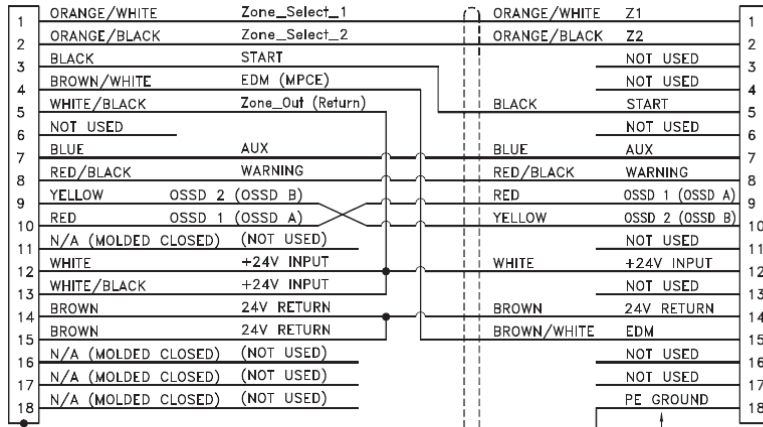 1 ORANGE/WHITE Zone_Select_1 ORANGE/WHITE Z1 1
2 ORANGE/BLACK Zone_Select_2 ORANGE/BLACK Z2 2
3 BLACK START NOT USED 3
4 BROWN/WHITE EDM (MPCE) NOT USED 4
5 WHITE/BLACK Zone_Out (Return) BLACK START 5
6 NOT USED NOT USED 6
7 BLUE AUX BLUE AUX 7
8 RED/BLACK WARNING RED/BLACK WARNING 8
9 YELLOW OSSD 2 (OSSD B) RED OSSD 1 (OSSD A) 9
10 RED OSSD 1 (OSSD A) YELLOW OSSD 2 (OSSD B) 10
11 N/A (MOLDED CLOSED) (NOT USED) NOT USED 11
12 WHITE +24V INPUT WHITE +24V INPUT 12
13 WHITE/BLACK +24V INPUT NOT USED 13
14 BROWN 24V RETURN BROWN 24V RETURN 14
15 BROWN 24V RETURN BROWN/WHITE EDM 15
16 N/A (MOLDED CLOSED) (NOT USED) NOT USED 16
17 N/A (MOLDED CLOSED) (NOT USED) NOT USED 17
18 N/A (MOLDED CLOSED) (NOT USED) PE GROUND 18